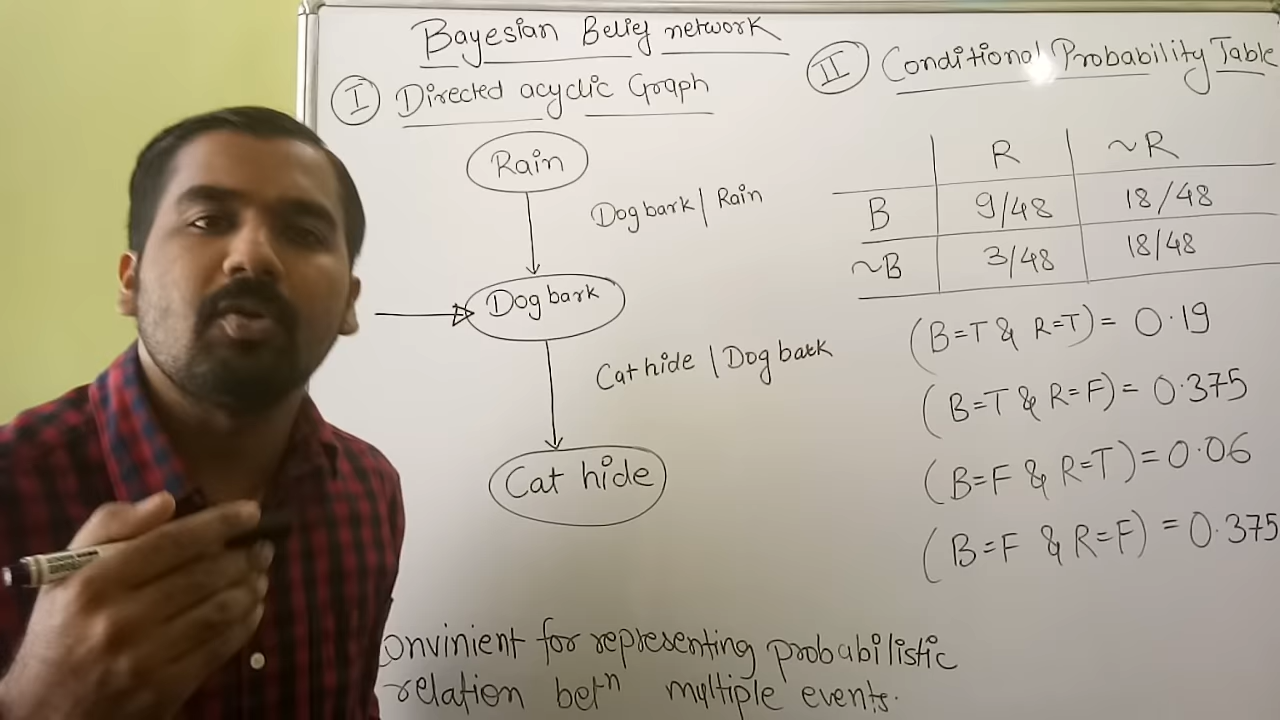 Bayesian Belief network
I Directed acyclic Graph
Rain
Dog bark | Rain
Dog bark
Cat hide | Dog bark
Cat hide
II Conditional Probability Table
R ~R
B 9/48 18/48
~B 3/48 18/48
(B=T & R=T) = 0.19
(B=T & R=F) = 0.375
(B=F & R=T) = 0.06
(B=F & R=F) = 0.375
onvinient for representing probabilistic
relation betⁿ multiple events.